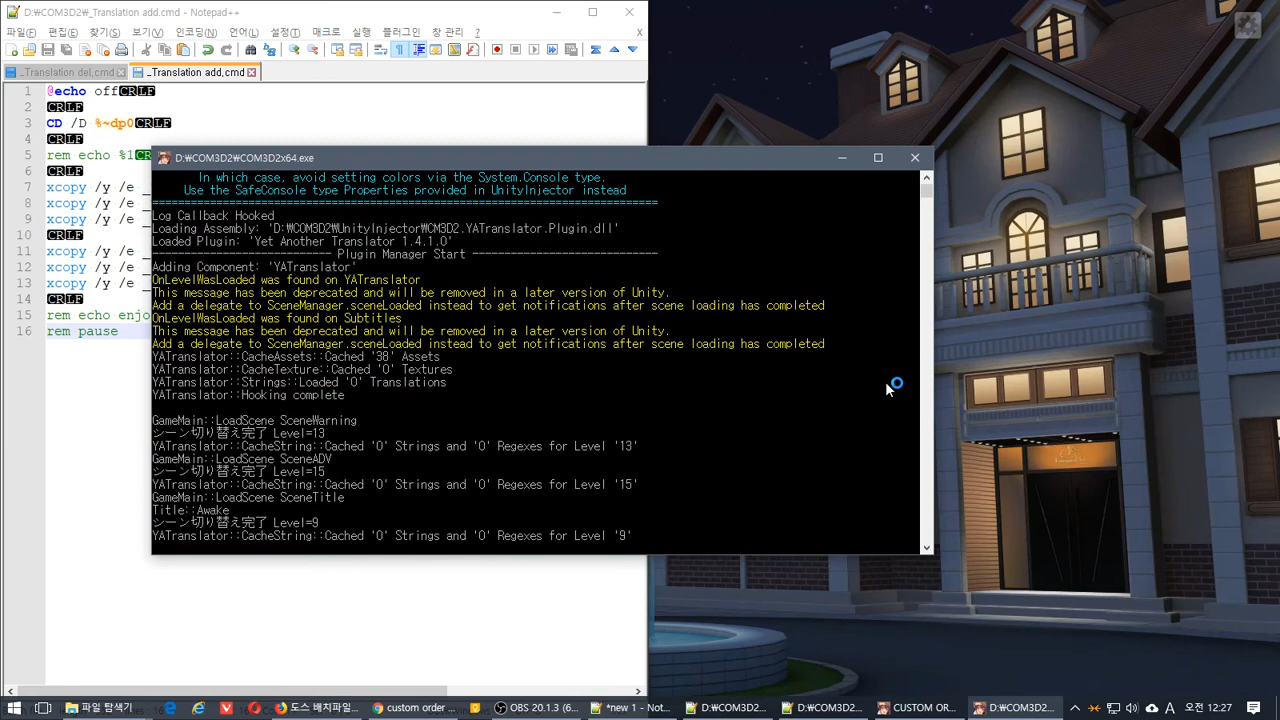 D:\COM3D2\_Translation add.cmd - Notepad++
파일(F) 편집(E) 찾기(S) 보기(V) 인코딩(N) 언어(L) 설정(T) 매크로 실행 플러그인 창 관리 ?
X
_Translation del,cmd
_Translation add,cmd
1 @echo off CR LF
2 CR LF
3 CD /D %~dp0 CR LF
4 CR LF
5 rem echo %1 CR
6 CR LF
7 xcopy /y /e _
8 xcopy /y /e _
9 xcopy /y /e _
10 CR LF
11 xcopy /y /e _
12 xcopy /y /e _
13 xcopy /y /e _
14 CR LF
15 rem echo enjo
16 rem pause
D:₩COM3D2₩COM3D2x64.exe
In which case, avoid setting colors via the System.Console type.
Use the SafeConsole type Properties provided in UnityInjector instead
================================================================================
Log Callback Hooked
Loading Assembly: 'D:₩COM3D2₩UnityInjector₩CM3D2.YATranslator.Plugin.dll'
Loaded Plugin: 'Yet Another Translator 1.4.1.0'
---------------------------- Plugin Manager Start -----------------------------
Adding Component: 'YATranslator'
OnLevelWasLoaded was found on YATranslator
This message has been deprecated and will be removed in a later version of Unity.
Add a delegate to SceneManager.sceneLoaded instead to get notifications after scene loading has completed
OnLevelWasLoaded was found on Subtitles
This message has been deprecated and will be removed in a later version of Unity.
Add a delegate to SceneManager.sceneLoaded instead to get notifications after scene loading has completed
YATranslator::CacheAssets::Cached '38' Assets
YATranslator::CacheTexture::Cached '0' Textures
YATranslator::Strings::Loaded '0' Translations
YATranslator::Hooking complete
GameMain::LoadScene SceneWarning
シーン切り替え完了 Level=13
YATranslator::CacheString::Cached '0' Strings and '0' Regexes for Level '13'
GameMain::LoadScene SceneADV
シーン切り替え完了 Level=15
YATranslator::CacheString::Cached '0' Strings and '0' Regexes for Level '15'
GameMain::LoadScene SceneTitle
Title::Awake
シーン切り替え完了 Level=9
YATranslator::CacheString::Cached '0' Strings and '0' Regexes for Level '9'
파일 탐색기
도스 배치파일...
custom order ...
OBS 20.1.3 (6...
*new 1 - Not...
D:₩COM3D2...
D:₩COM3D2...
CUSTOM OR...
D:₩COM3D2...
A
오전 12:27